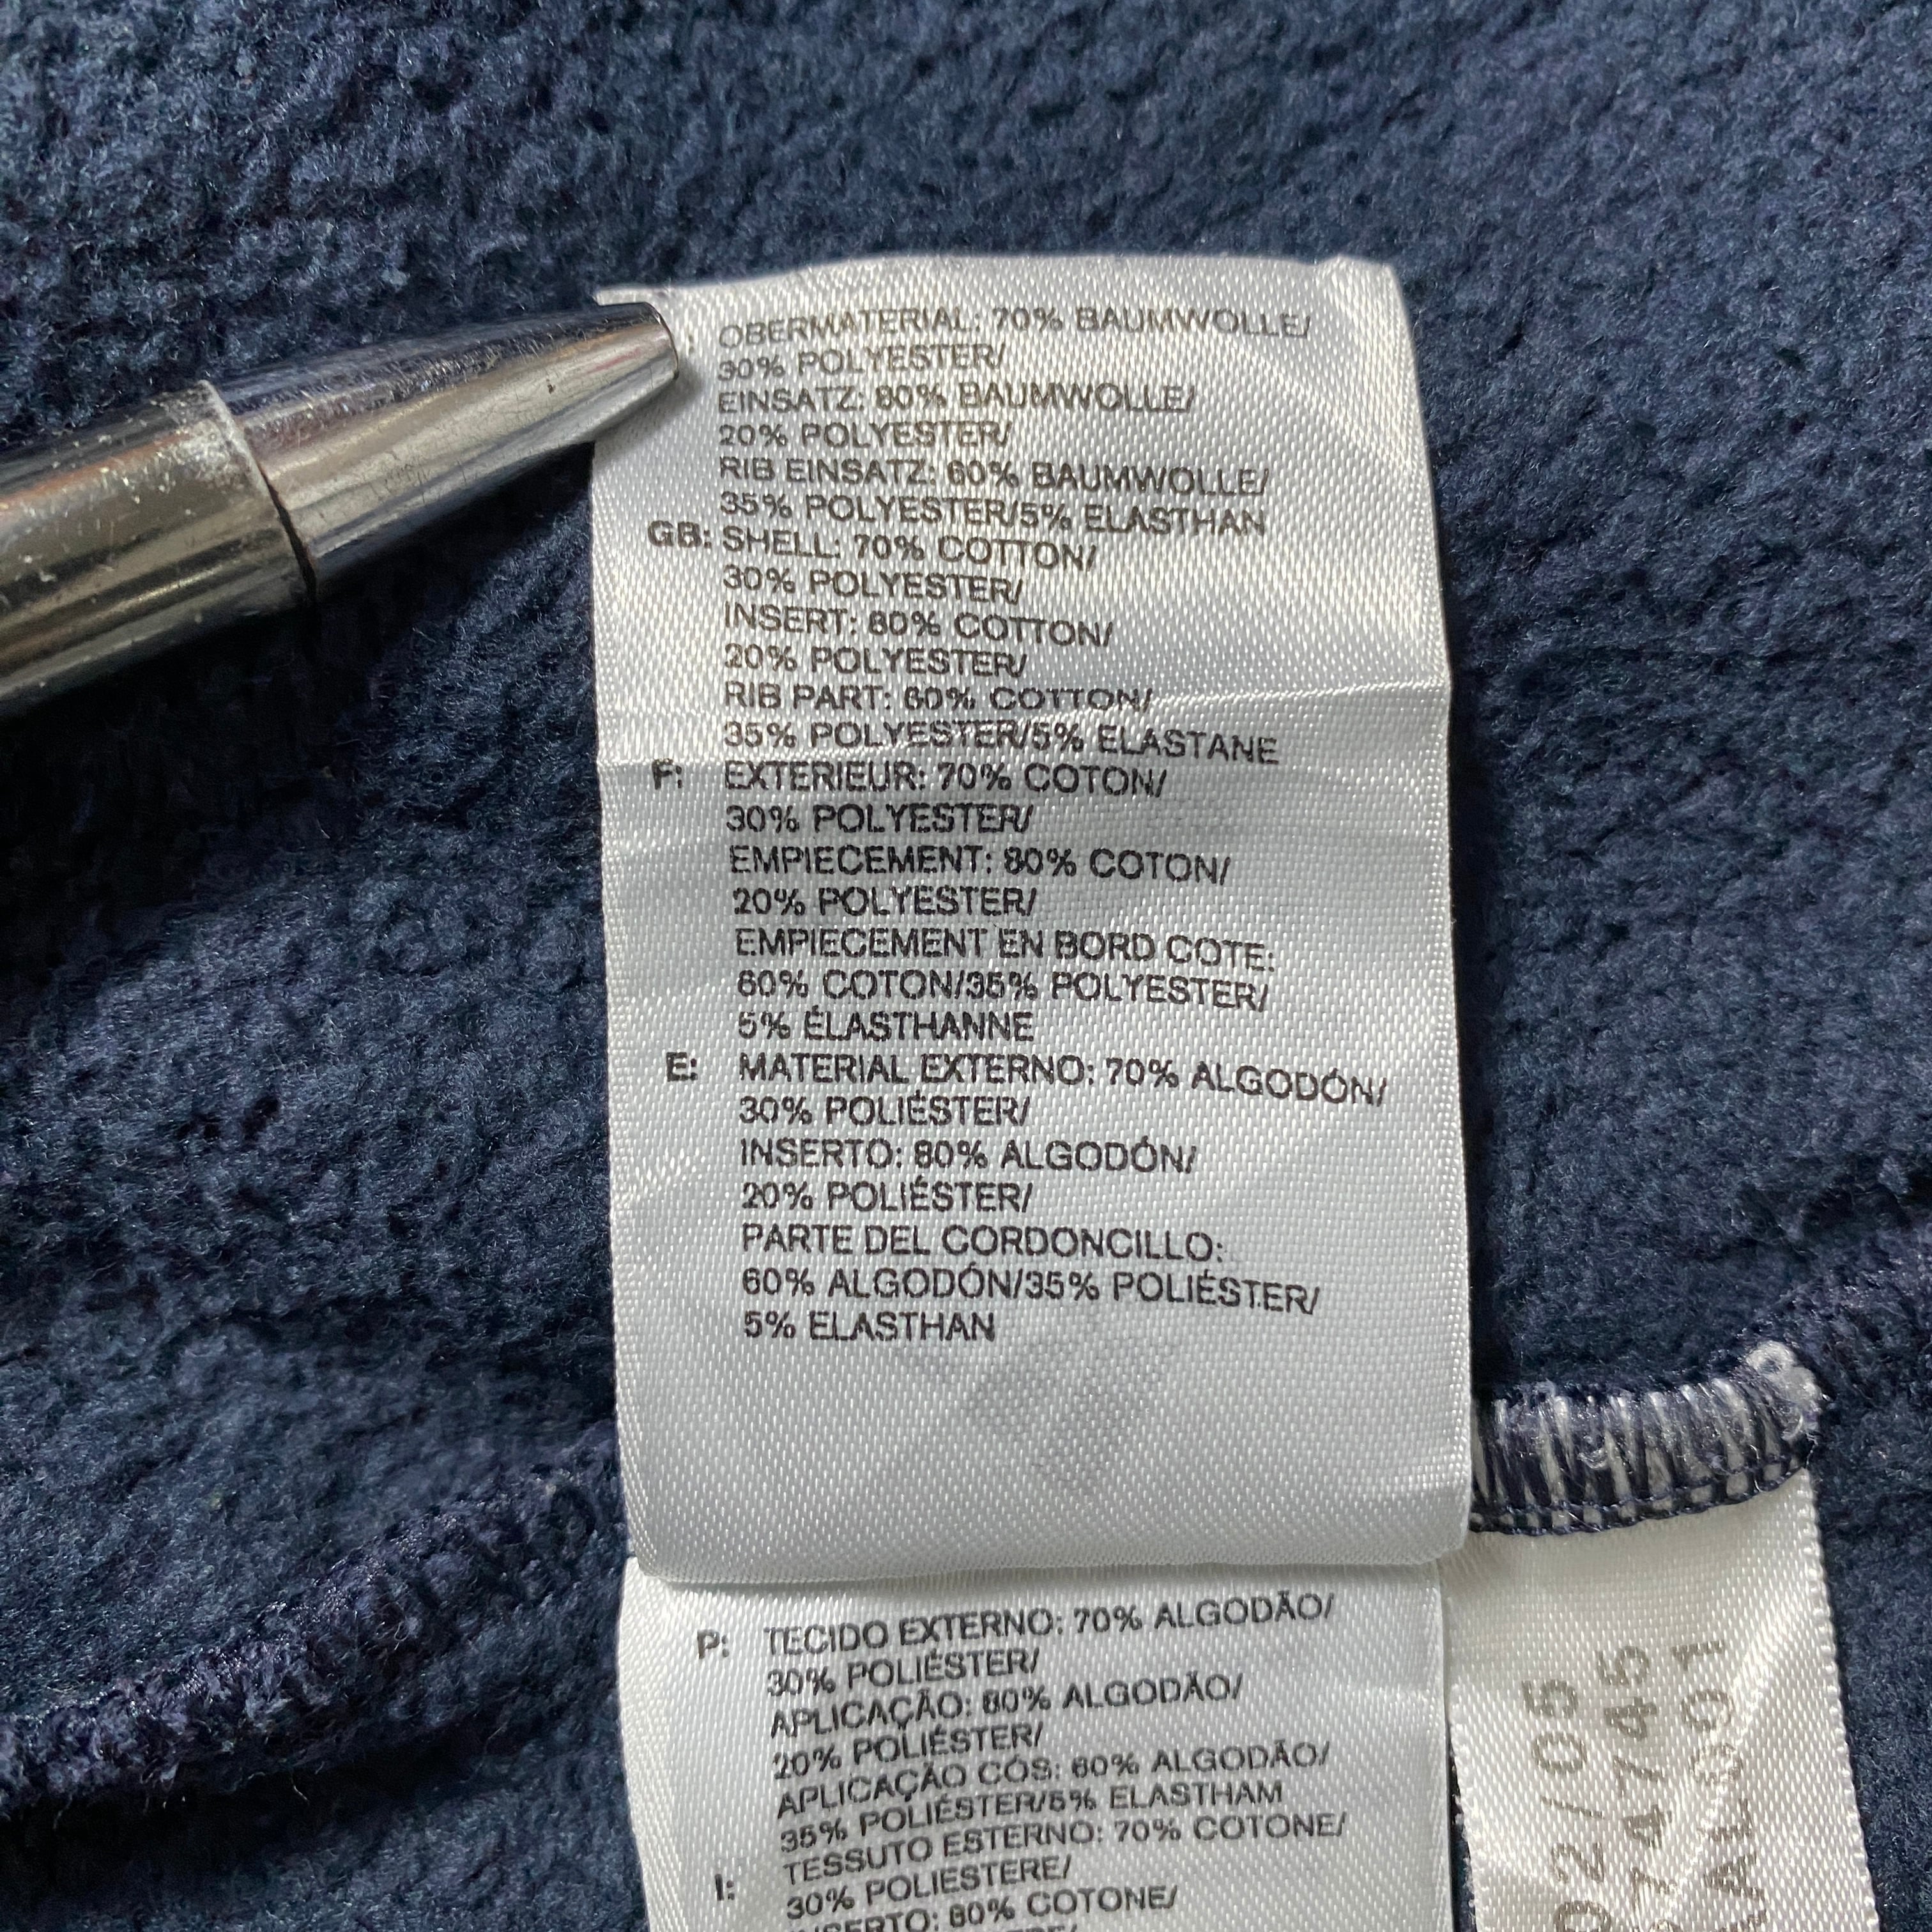 OBERMATERIAL: 70% BAUMWOLLE/
30% POLYESTER/
EINSATZ: 80% BAUMWOLLE/
20% POLYESTER/
RIB EINSATZ: 60% BAUMWOLLE/
35% POLYESTER/5% ELASTHAN
GB: SHELL: 70% COTTON/
30% POLYESTER/
INSERT: 80% COTTON/
20% POLYESTER/
RIB PART: 60% COTTON/
35% POLYESTER/5% ELASTANE
F: EXTERIEUR: 70% COTON/
30% POLYESTER/
EMPIECEMENT: 80% COTON/
20% POLYESTER/
EMPIECEMENT EN BORD COTE:
60% COTON/35% POLYESTER/
5% ÉLASTHANNE
E: MATERIAL EXTERNO: 70% ALGODÓN/
30% POLIÉSTER/
INSERTO: 80% ALGODÓN/
20% POLIÉSTER/
PARTE DEL CORDONCILLO:
60% ALGODÓN/35% POLIÉSTER/
5% ELASTHAN
P: TECIDO EXTERNO: 70% ALGODÃO/
30% POLIÉSTER/
APLICAÇÃO: 80% ALGODÃO/
20% POLIÉSTER/
APLICAÇÃO CÓS: 60% ALGODÃO/
35% POLIÉSTER/5% ELASTHAM
I: TESSUTO ESTERNO: 70% COTONE/
30% POLIESTERE/
INSERTO: 80% COTONE/
02/05
74745